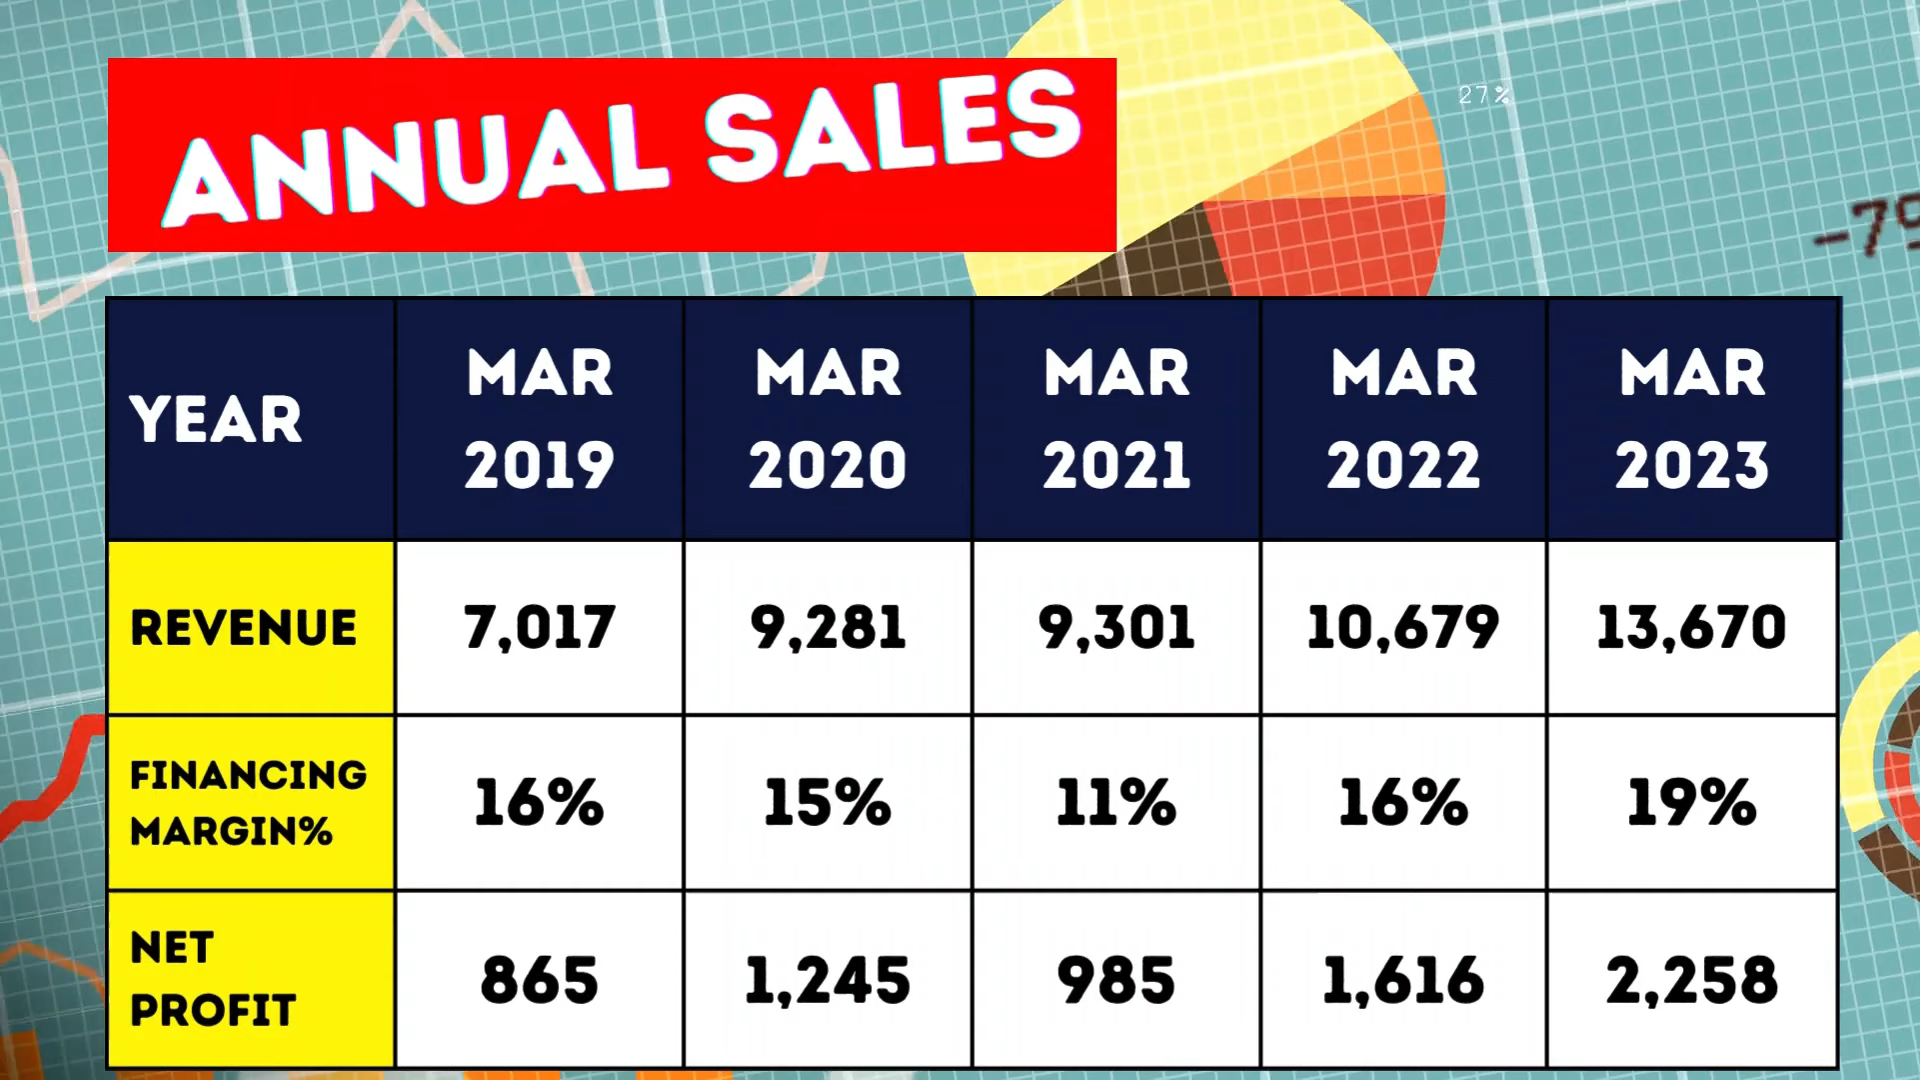 ANNUAL SALES
27%
YEAR MAR 2019 MAR 2020 MAR 2021 MAR 2022 MAR 2023
REVENUE 7,017 9,281 9,301 10,679 13,670
FINANCING MARGIN% 16% 15% 11% 16% 19%
NET PROFIT 865 1,245 985 1,616 2,258